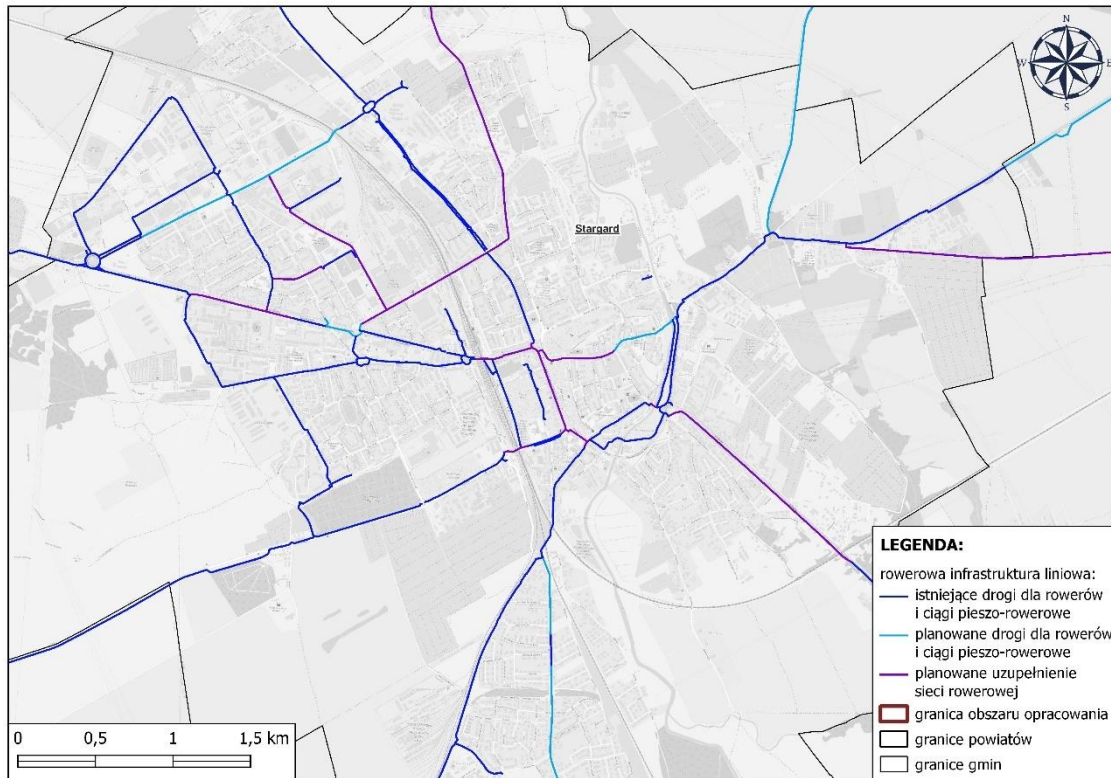 N
W
E
S
Stargard
LEGENDA:
rowerowa infrastruktura liniowa:
istniejące drogi dla rowerów
i ciągi pieszo-rowerowe
planowane drogi dla rowerów
i ciągi pieszo-rowerowe
planowane uzupełnienie
sieci rowerowej
granica obszaru opracowania
granice powiatów
granice gmin
0 0,5 1 1,5 km